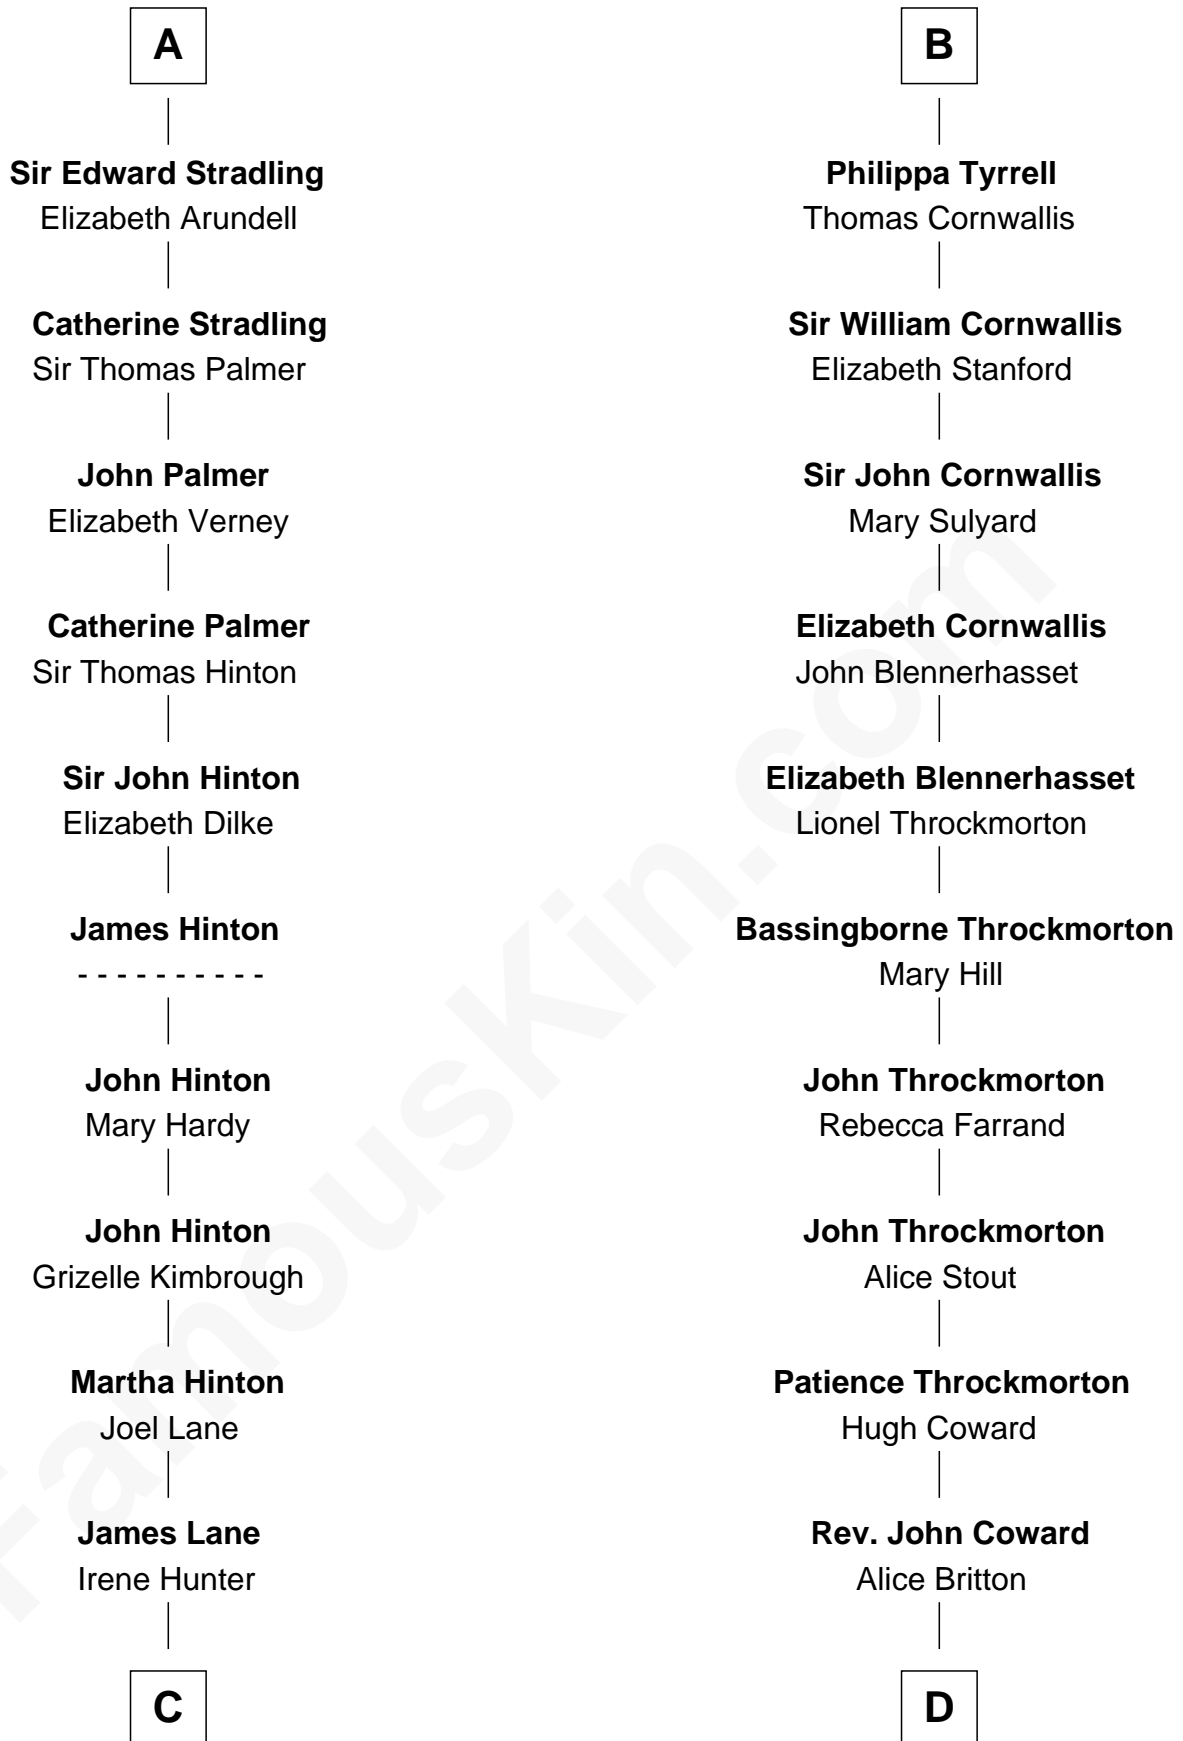 A
Sir Edward Stradling
Elizabeth Arundell
Catherine Stradling
Sir Thomas Palmer
John Palmer
Elizabeth Verney
Catherine Palmer
Sir Thomas Hinton
Sir John Hinton
Elizabeth Dilke
James Hinton
- - - - - - - - - -
John Hinton
Mary Hardy
John Hinton
Grizelle Kimbrough
Martha Hinton
Joel Lane
James Lane
Irene Hunter
C
B
Philippa Tyrrell
Thomas Cornwallis
Sir William Cornwallis
Elizabeth Stanford
Sir John Cornwallis
Mary Sulyard
Elizabeth Cornwallis
John Blennerhasset
Elizabeth Blennerhasset
Lionel Throckmorton
Bassingborne Throckmorton
Mary Hill
John Throckmorton
Rebecca Farrand
John Throckmorton
Alice Stout
Patience Throckmorton
Hugh Coward
Rev. John Coward
Alice Britton
D
FamousKin.com